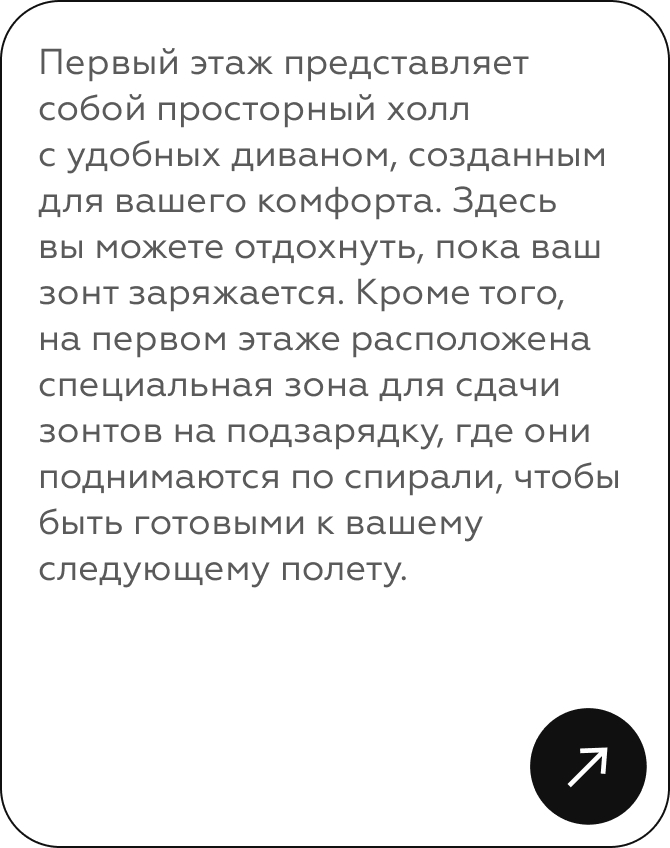 Первый этаж представляет
собой просторный холл
с удобных диваном, созданным
для вашего комфорта. Здесь
вы можете отдохнуть, пока ваш
зонт заряжается. Кроме того,
на первом этаже расположена
специальная зона для сдачи
зонтов на подзарядку, где они
поднимаются по спирали, чтобы
быть готовыми к вашему
следующему полету.